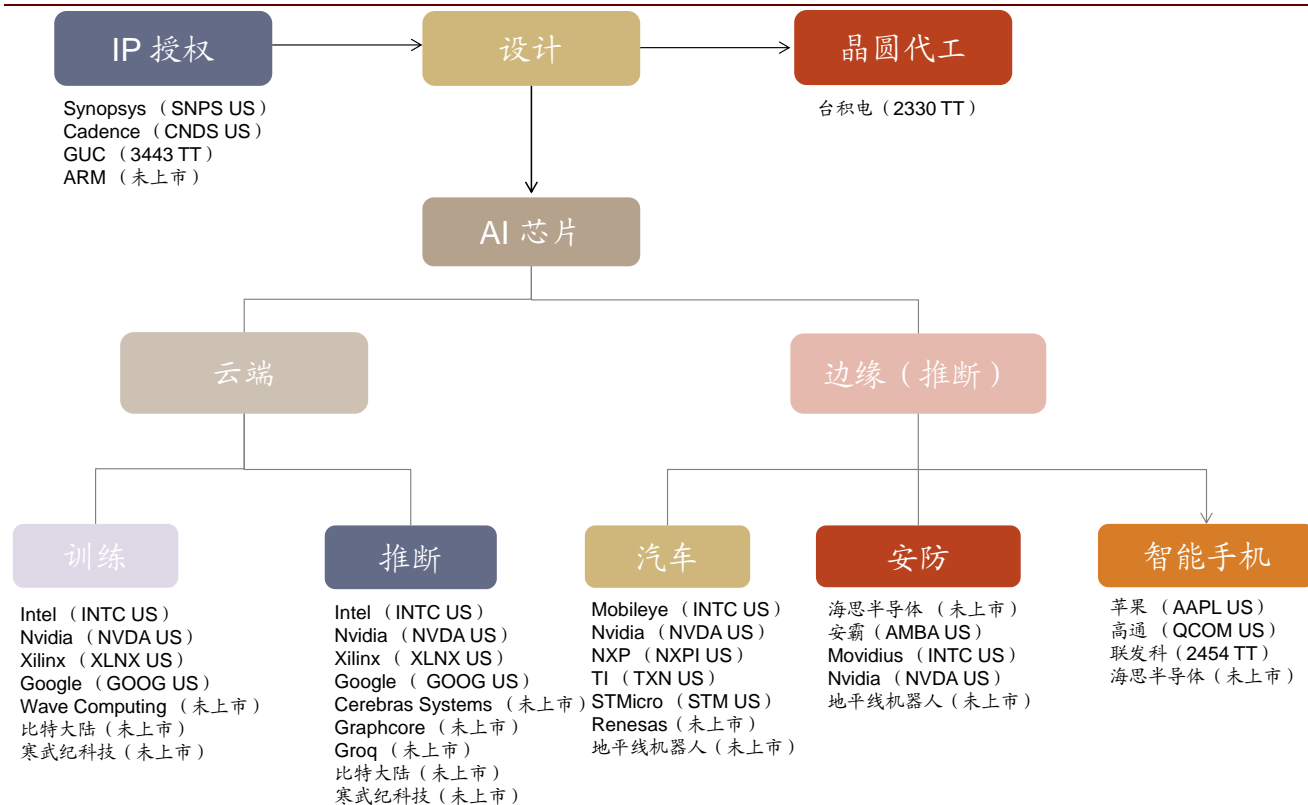 IP 授权
设计
晶圆代工
Synopsys （SNPS US）
Cadence （CNDS US）
GUC （3443 TT）
ARM （未上市）
台积电（2330 TT）
AI 芯片
云端
边缘（推断）
训练
推断
汽车
安防
智能手机
Intel （INTC US）
Nvidia （NVDA US）
Xilinx （XLNX US）
Google （GOOG US）
Wave Computing （未上市）
比特大陆（未上市）
寒武纪科技（未上市）
Intel （INTC US）
Nvidia （NVDA US）
Xilinx （ XLNX US）
Google （ GOOG US）
Cerebras Systems （未上市）
Graphcore （未上市）
Groq （未上市）
比特大陆（未上市）
寒武纪科技（未上市）
Mobileye （INTC US）
Nvidia （NVDA US）
NXP （NXPI US）
TI （TXN US）
STMicro （STM US）
Renesas（未上市）
地平线机器人（未上市）
海思半导体（未上市）
安霸（AMBA US）
Movidius （INTC US）
Nvidia （NVDA US）
地平线机器人（未上市）
苹果（AAPL US）
高通（QCOM US）
联发科（2454 TT）
海思半导体（未上市）